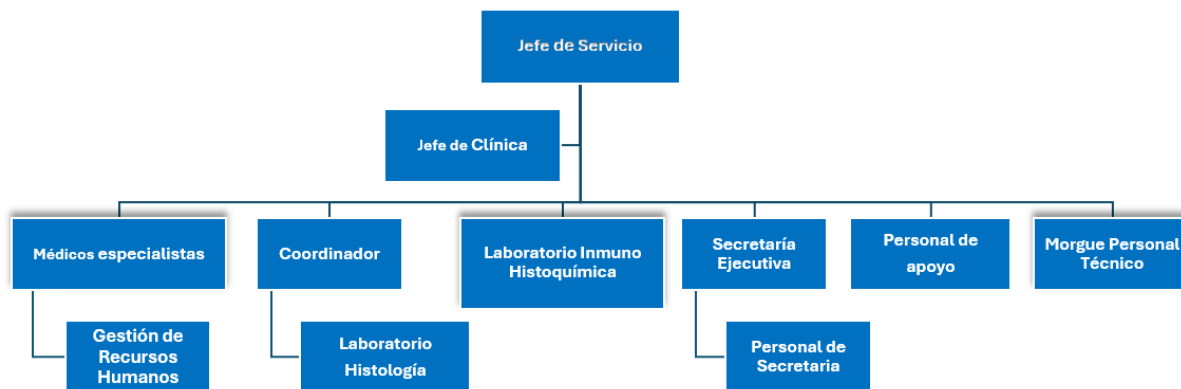 Jefe de Servicio
Jefe de Clínica
Médicos especialistas
Coordinador
Laboratorio Inmuno
Histoquímica
Secretaría
Ejecutiva
Personal de
apoyo
Morgue Personal
Técnico
Gestión de
Recursos
Humanos
Laboratorio
Histología
Personal de
Secretaria